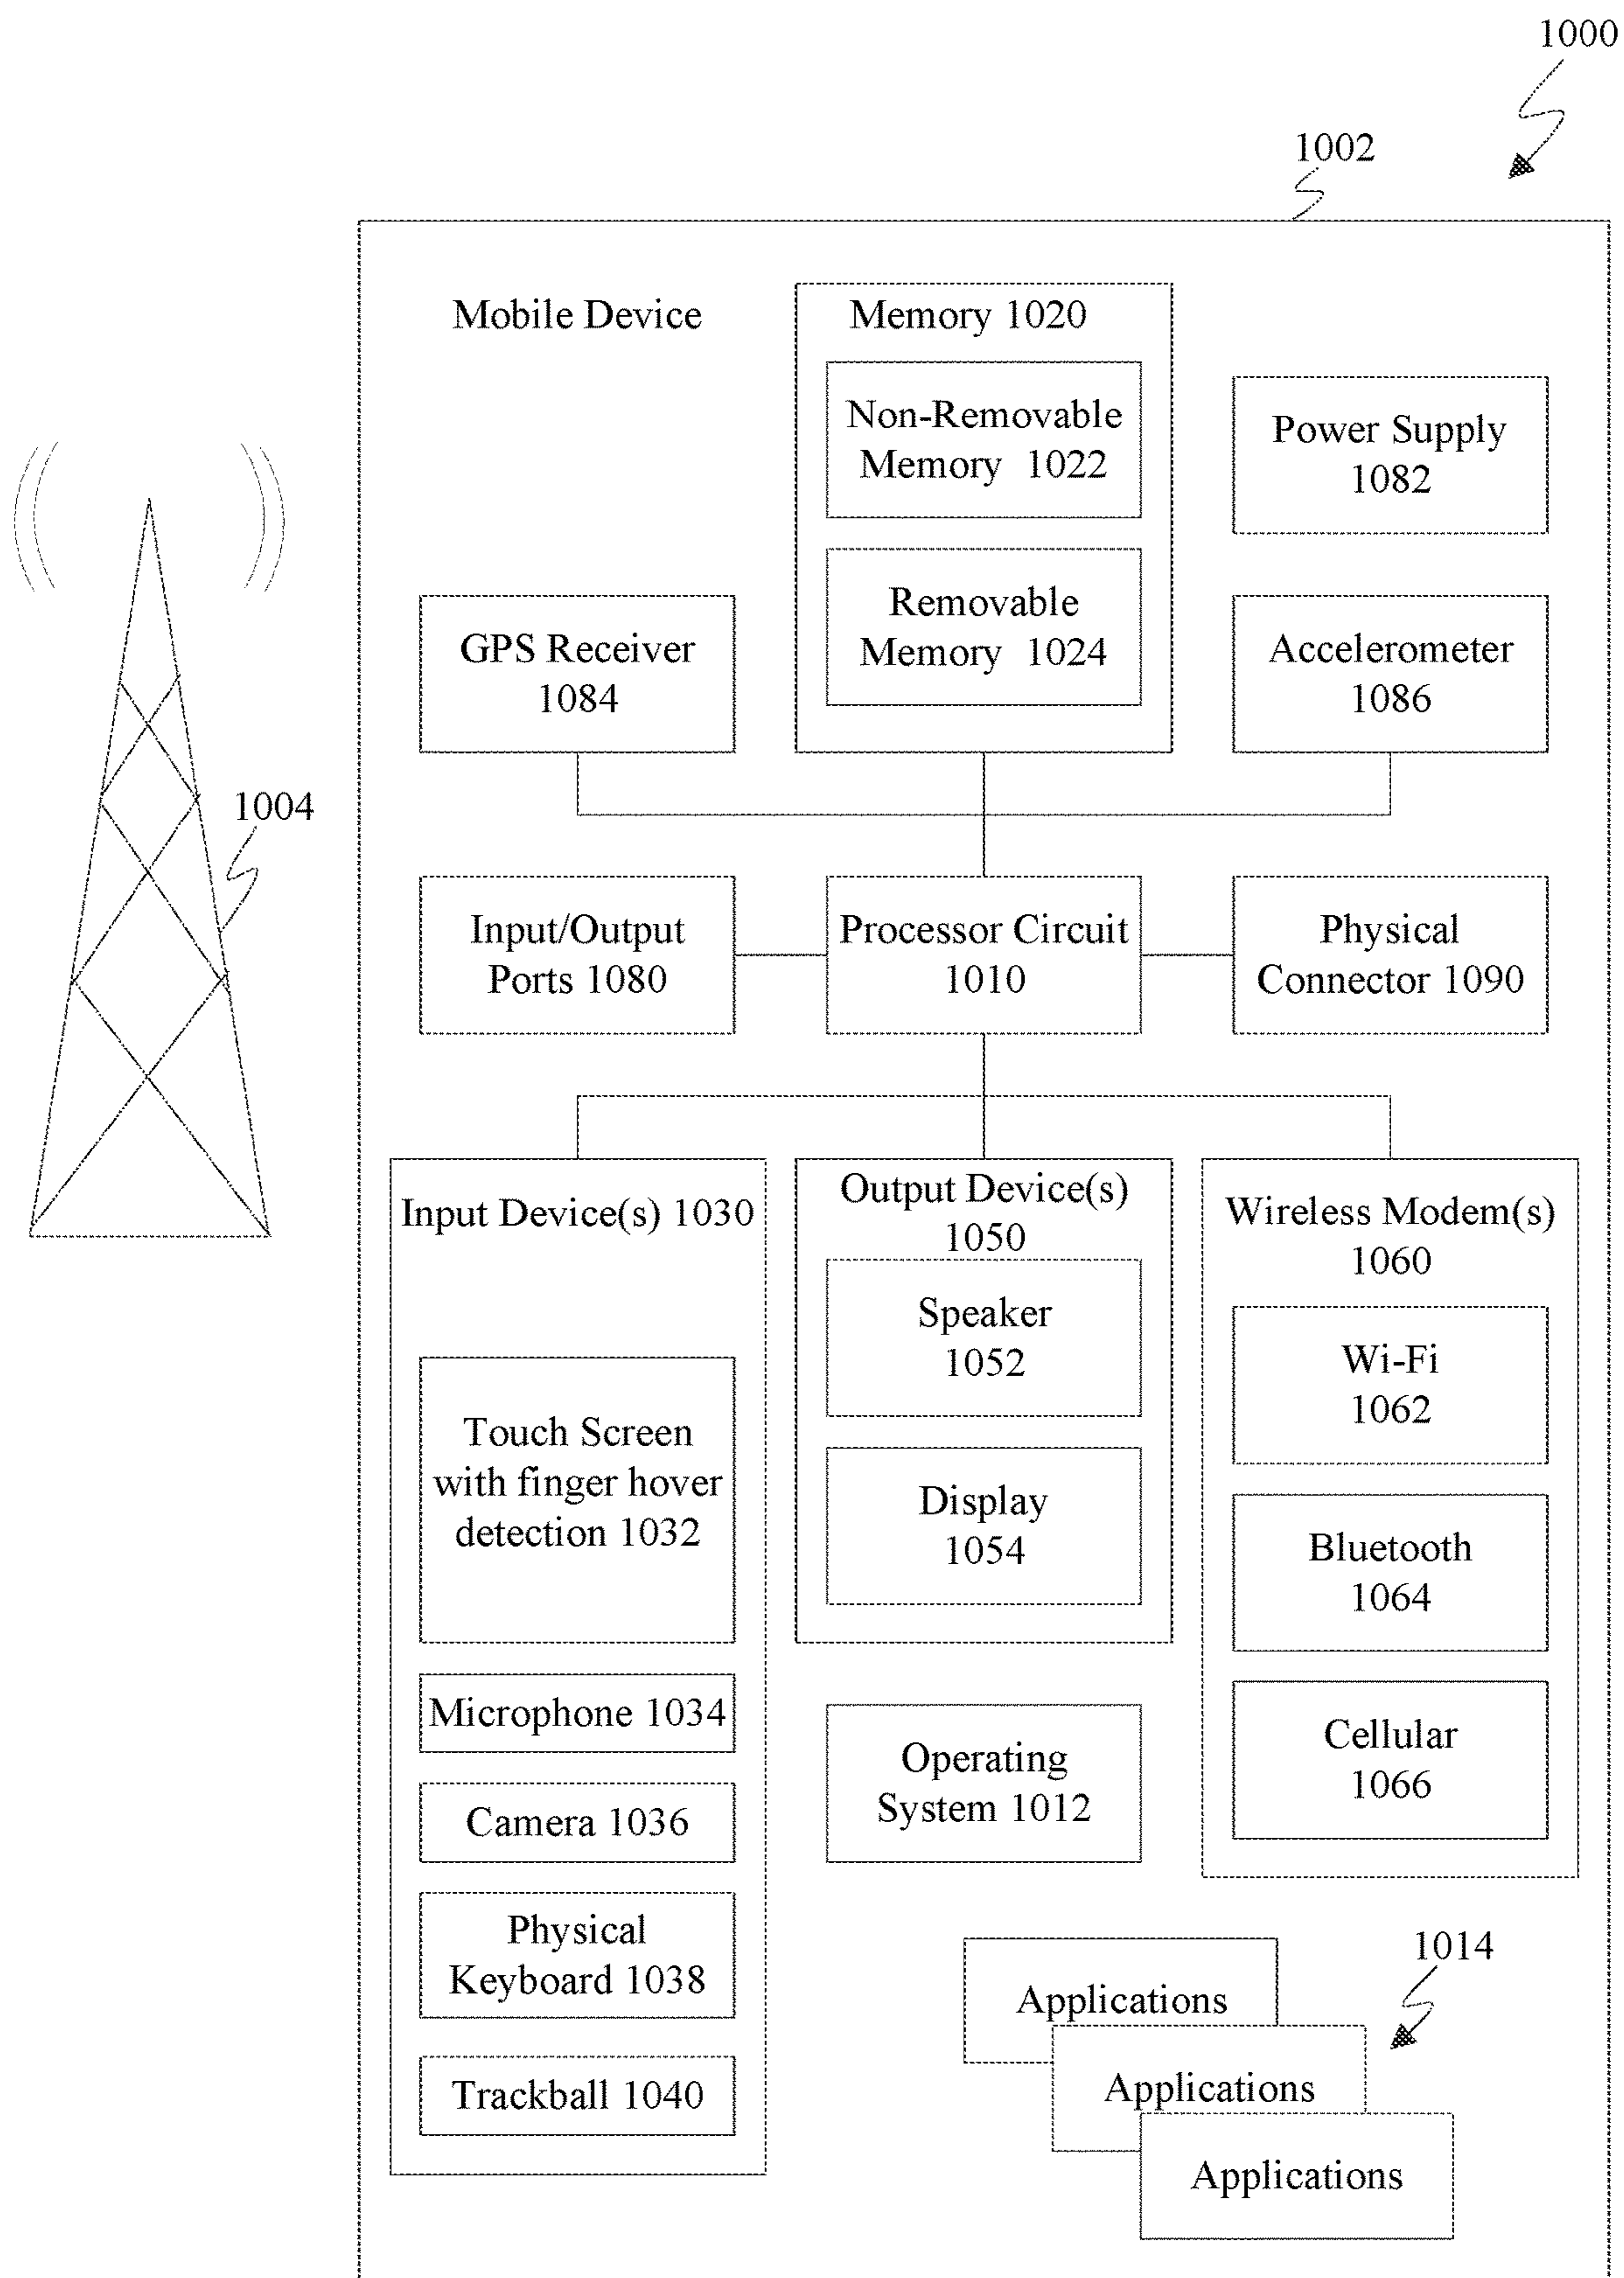 1000
1002
Mobile Device
Memory 1020
Non-Removable
Memory 1022
Power Supply
1082
Removable
Memory 1024
GPS Receiver
1084
Accelerometer
1086
1004
Input/Output
Ports 1080
Processor Circuit
1010
Physical
Connector 1090
Input Device(s) 1030
Touch Screen
with finger hover
detection 1032
Microphone 1034
Camera 1036
Physical
Keyboard 1038
Trackball 1040
Output Device(s)
1050
Speaker
1052
Display
1054
Operating
System 1012
Wireless Modem(s)
1060
Wi-Fi
1062
Bluetooth
1064
Cellular
1066
1014
Applications
Applications
Applications